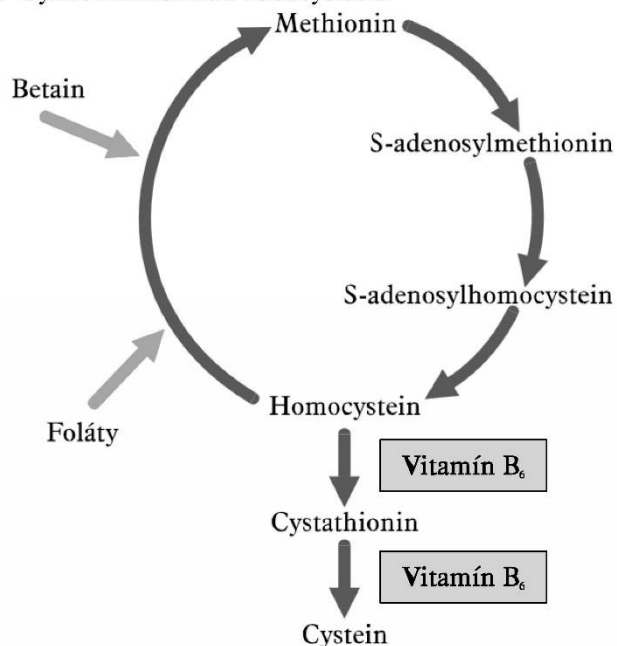 Methionin
Betain
S-adenosylmethionin
S-adenosylhomocystein
Homocystein
Foláty
Vitamín B₆
Cystathionin
Vitamín B₆
Cystein